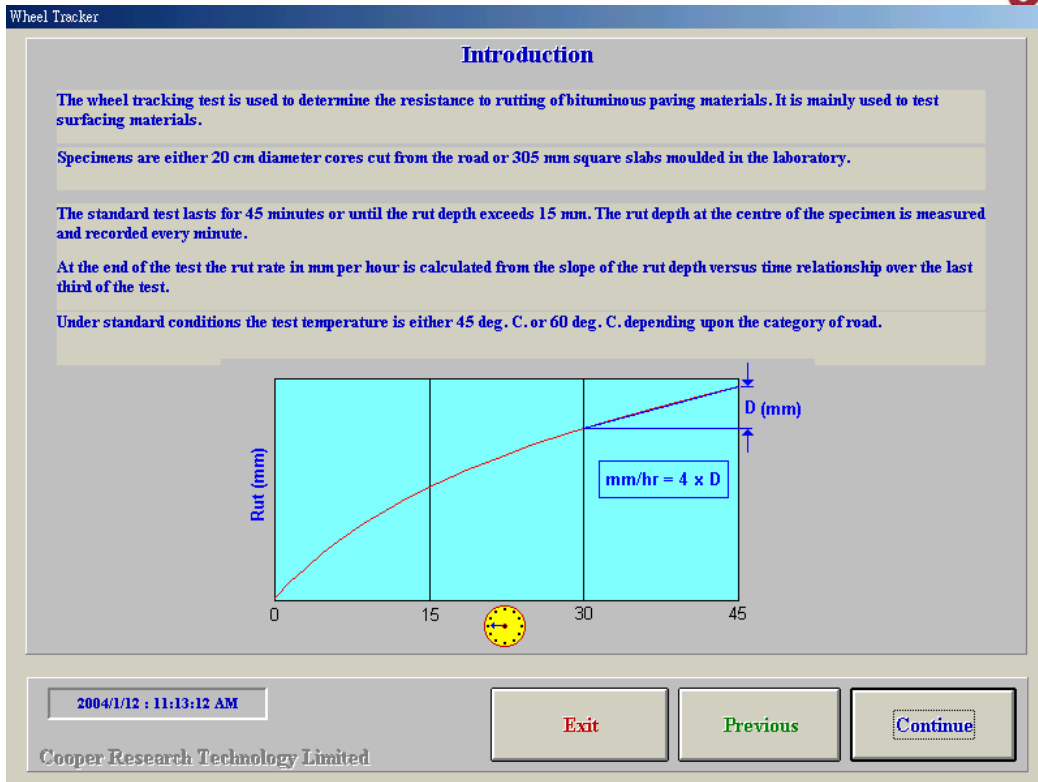 Wheel Tracker
Introduction
The wheel tracking test is used to determine the resistance to rutting of bituminous paving materials. It is mainly used to test
surfacing materials.
Specimens are either 20 cm diameter cores cut from the road or 305 mm square slabs moulded in the laboratory.
The standard test lasts for 45 minutes or until the rut depth exceeds 15 mm. The rut depth at the centre of the specimen is measured
and recorded every minute.
At the end of the test the rut rate in mm per hour is calculated from the slope of the rut depth versus time relationship over the last
third of the test.
Under standard conditions the test temperature is either 45 deg. C. or 60 deg. C. depending upon the category of road.
D (mm)
Rut (mm)
mm/hr = 4 x D
0 15 30 45
2004/1/12 : 11:13:12 AM
Exit Previous Continue
Cooper Research Technology Limited